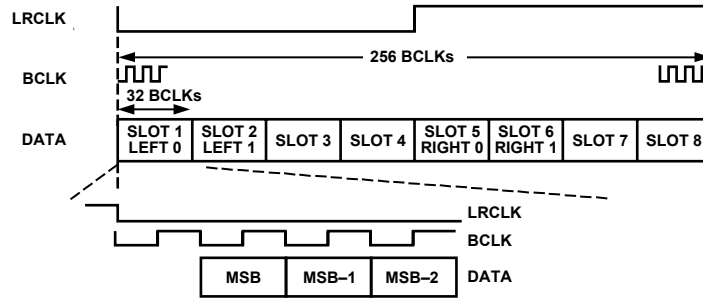 LRCLK
256 BCLKs
BCLK
32 BCLKs
DATA
SLOT 1 LEFT 0
SLOT 2 LEFT 1
SLOT 3
SLOT 4
SLOT 5 RIGHT 0
SLOT 6 RIGHT 1
SLOT 7
SLOT 8
LRCLK
BCLK
MSB
MSB–1
MSB–2
DATA